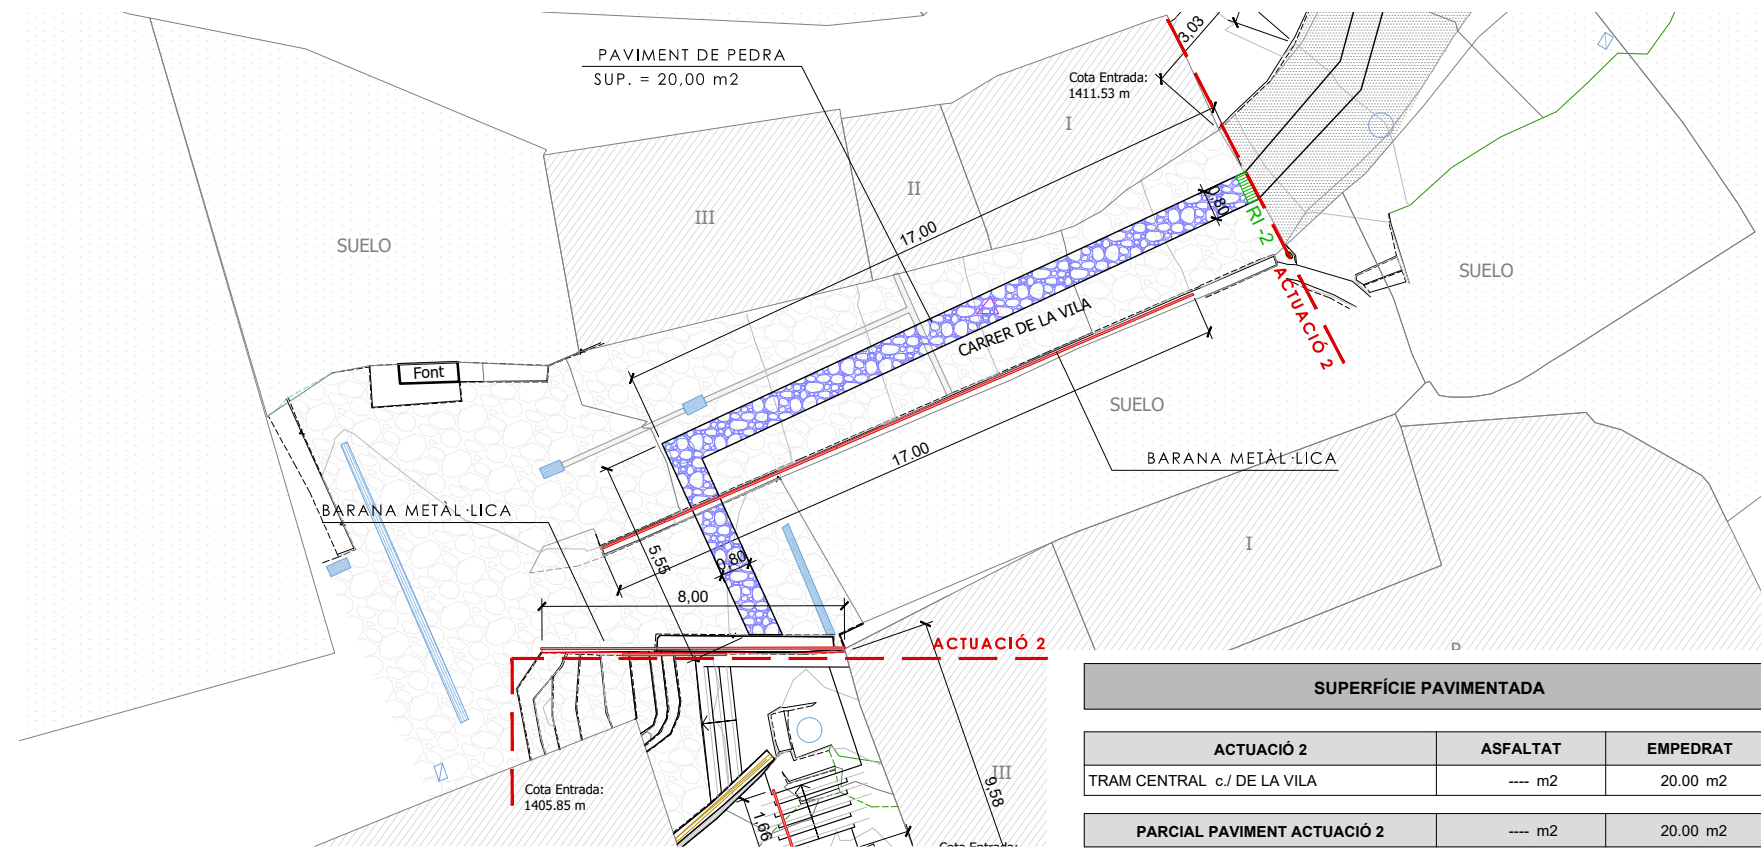 PAVIMENT DE PEDRA
SUP. = 20,00 m2
3,03
Cota Entrada:
1411.53 m
I
II
III
SUELO
17,00
0,80
RI-2
SUELO
ACTUACIÓ 2
CARRER DE LA VILA
Font
SUELO
17.00
BARANA METÀL·LICA
BARANA METÀL·LICA
5,55
0,80
8,00
I
ACTUACIÓ 2
III
9,58
1,66
Cota Entrada:
1405.85 m
Cota Entrada:
SUPERFÍCIE PAVIMENTADA
ACTUACIÓ 2 ASFALTAT EMPEDRAT
TRAM CENTRAL c./ DE LA VILA ---- m2 20.00 m2
PARCIAL PAVIMENT ACTUACIÓ 2 ---- m2 20.00 m2